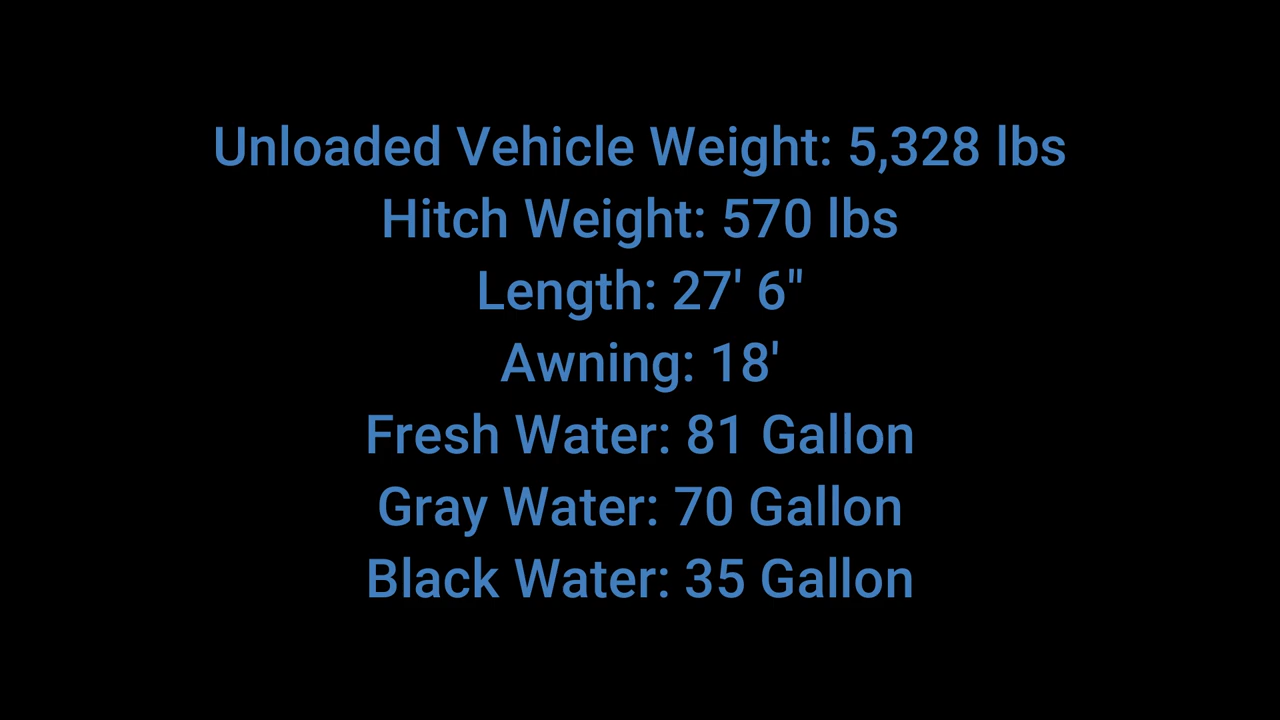 Unloaded Vehicle Weight: 5,328 lbs
Hitch Weight: 570 lbs
Length: 27' 6"
Awning: 18'
Fresh Water: 81 Gallon
Gray Water: 70 Gallon
Black Water: 35 Gallon